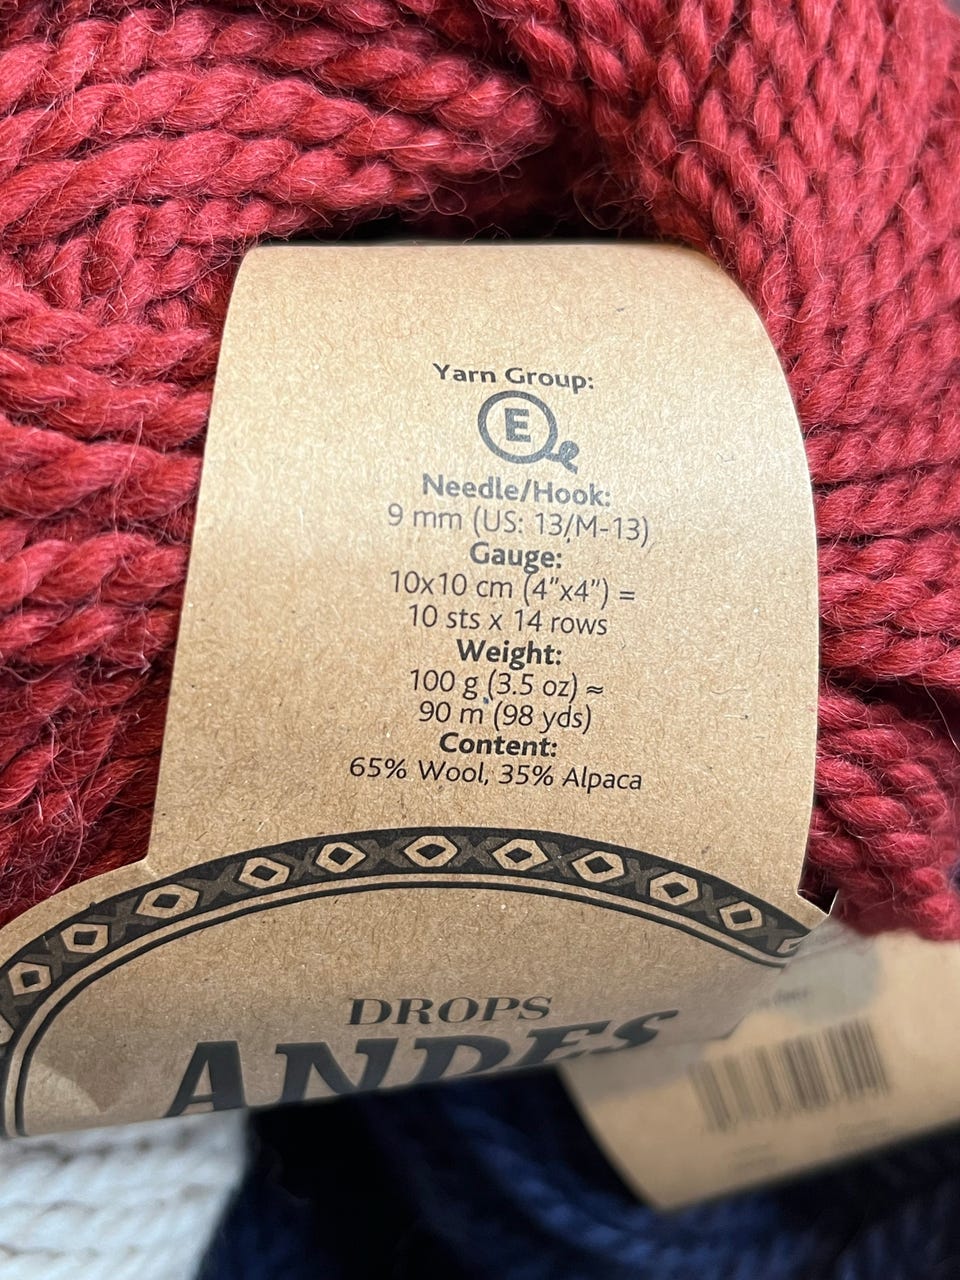 Yarn Group:
E
Needle/Hook:
9 mm (US: 13/M-13)
Gauge:
10x10 cm (4"x4") =
10 sts x 14 rows
Weight:
100 g (3.5 oz) ≈
90 m (98 yds)
Content:
65% Wool, 35% Alpaca
DROPS
ANDES